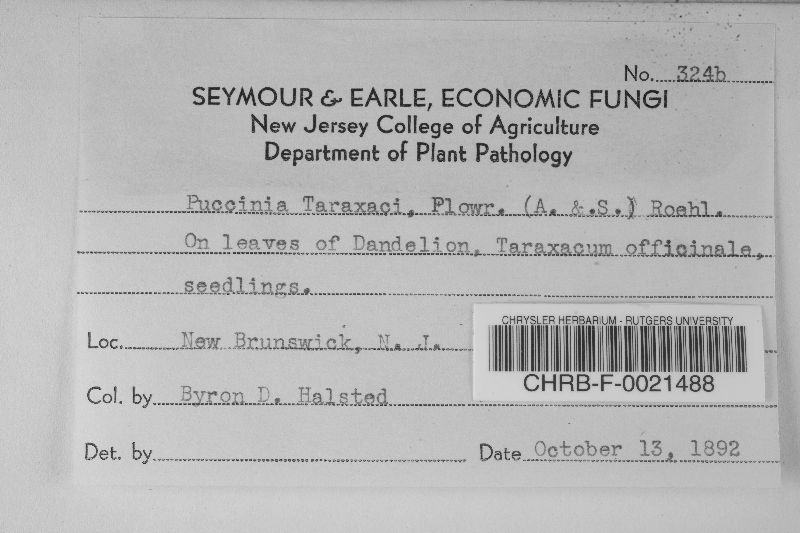 No. 324b
SEYMOUR & EARLE, ECONOMIC FUNGI
New Jersey College of Agriculture
Department of Plant Pathology
Puccinia Taraxaci, Plowr. (A. &.S.) Roehl.
On leaves of Dandelion, Taraxacum officinale,
seedlings.
Loc. New Brunswick, N. J.
CHRYSLER HERBARIUM - RUTGERS UNIVERSITY
CHRB-F-0021488
Col. by Byron D. Halsted
Det. by
Date October 13, 1892